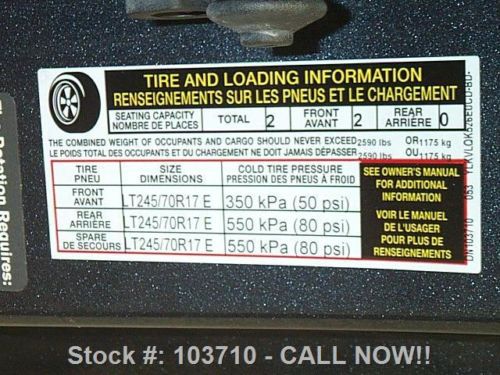 TIRE AND LOADING INFORMATION
RENSEIGNEMENTS SUR LES PNEUS ET LE CHARGEMENT
SEATING CAPACITY
NOMBRE DE PLACES
TOTAL 2
FRONT
AVANT 2
REAR
ARRIÈRE 0
THE COMBINED WEIGHT OF OCCUPANTS AND CARGO SHOULD NEVER EXCEED 2590 lbs OR 1175 kg
LE POIDS TOTAL DES OCCUPANTS ET DU CHARGEMENT NE DOIT JAMAIS DÉPASSER 2590 lbs OU 1175 kg
TIRE
PNEU
SIZE
DIMENSIONS
COLD TIRE PRESSURE
PRESSION DES PNEUS À FROID
FRONT
AVANT
LT245/70R17 E
350 kPa (50 psi)
REAR
ARRIÈRE
LT245/70R17 E
550 kPa (80 psi)
SPARE
DE SECOURS
LT245/70R17 E
550 kPa (80 psi)
SEE OWNER'S MANUAL
FOR ADDITIONAL
INFORMATION
VOIR LE MANUEL
DE L'USAGER
POUR PLUS DE
RENSEIGNEMENTS
DN103710 053
Rotation Requires:
Stock #: 103710 - CALL NOW!!